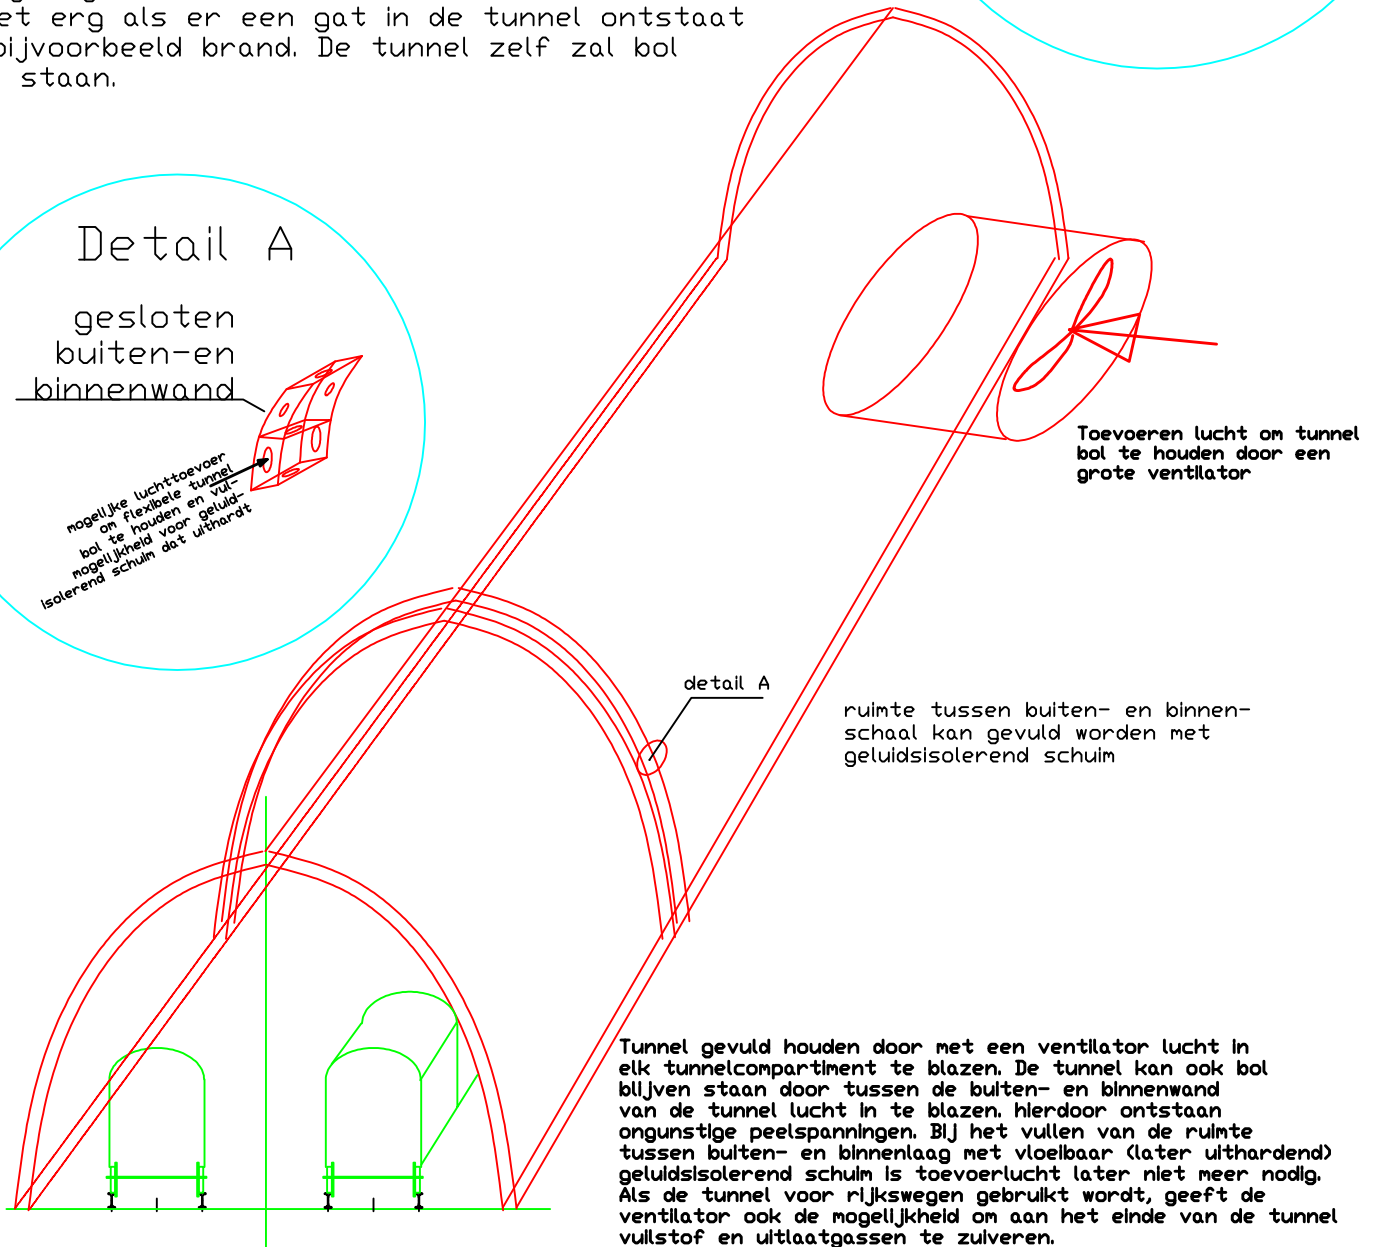 et erg als er een gat in de tunnel ontstaat
bijvoorbeeld brand. De tunnel zelf zal bol
staan.
Detail A
gesloten
buiten-en
binnenwand
mogelijke luchttoevoer
om flexibele tunnel
bol te houden en vul-
mogelijkheid voor geluid-
isolerend schuim dat uithardt
Toevoeren lucht om tunnel
bol te houden door een
grote ventilator
detail A
ruimte tussen buiten- en binnen-
schaal kan gevuld worden met
geluidsisolerend schuim
Tunnel gevuld houden door met een ventilator lucht in
elk tunnelcompartiment te blazen. De tunnel kan ook bol
blijven staan door tussen de buiten- en binnenwand
van de tunnel lucht in te blazen. hierdoor ontstaan
ongunstige peelspanningen. Bij het vullen van de ruimte
tussen buiten- en binnenlaag met vloeibaar (later uithardend)
geluidsisolerend schuim is toevoerlucht later niet meer nodig.
Als de tunnel voor rijkswegen gebruikt wordt, geeft de
ventilator ook de mogelijkheid om aan het einde van de tunnel
vuilstof en uitlaatgassen te zuiveren.